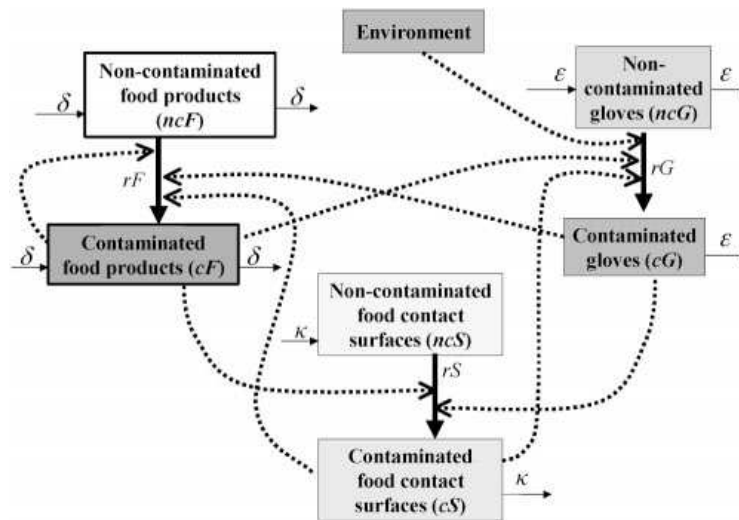 Environment
Non-contaminated
food products
(ncF)
δ
δ
Non-
contaminated
gloves (ncG)
ε
ε
rF
rG
Contaminated
food products (cF)
δ
δ
Contaminated
gloves (cG)
ε
Non-contaminated
food contact
surfaces (ncS)
κ
rS
Contaminated
food contact
surfaces (cS)
κ